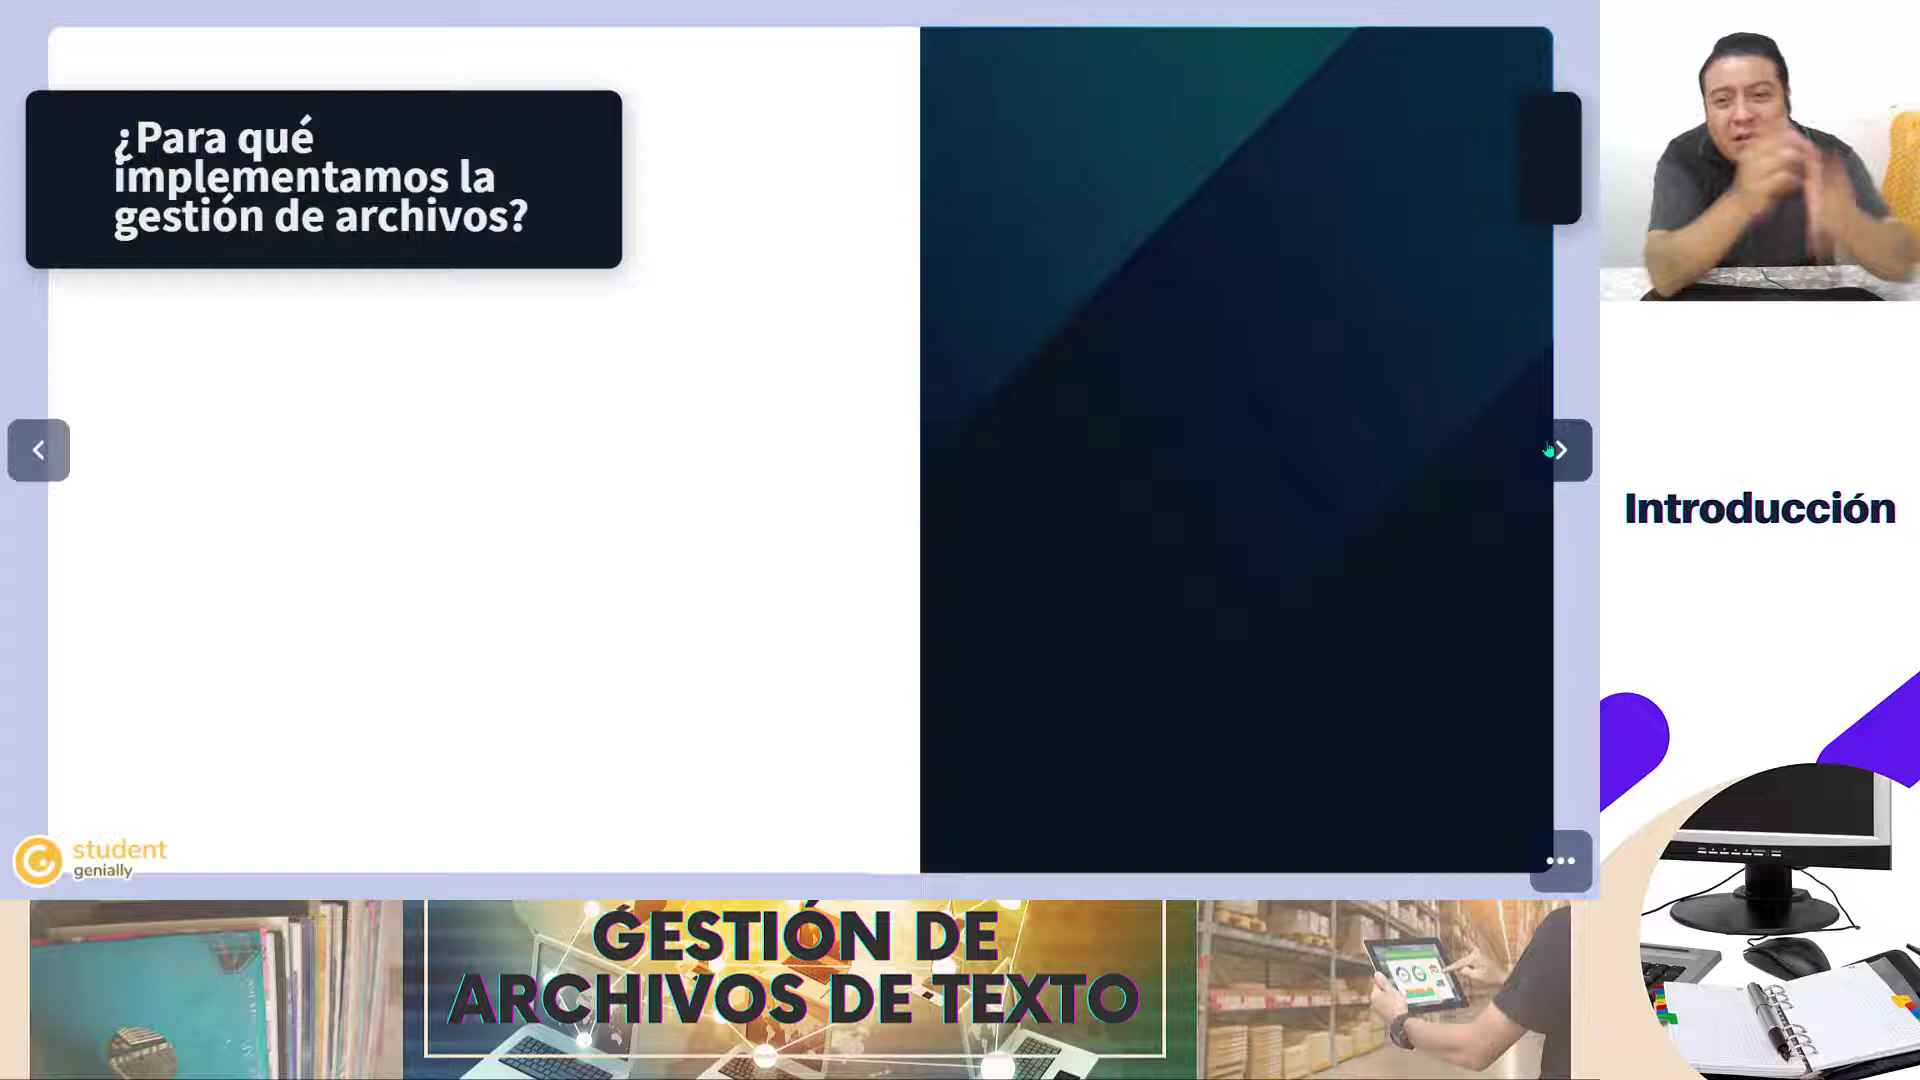 ¿Para qué
implementamos la
gestión de archivos?
Introducción
student
genially
GESTIÓN DE
ARCHIVOS DE TEXTO